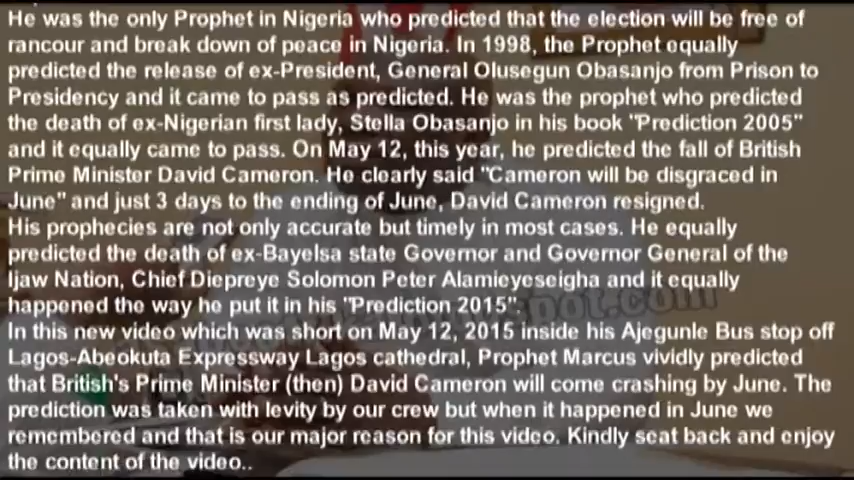 He was the only Prophet in Nigeria who predicted that the election will be free of
rancour and break down of peace in Nigeria. In 1998, the Prophet equally
predicted the release of ex-President, General Olusegun Obasanjo from Prison to
Presidency and it came to pass as predicted. He was the prophet who predicted
the death of ex-Nigerian first lady, Stella Obasanjo in his book "Prediction 2005"
and it equally came to pass. On May 12, this year, he predicted the fall of British
Prime Minister David Cameron. He clearly said "Cameron will be disgraced in
June" and just 3 days to the ending of June, David Cameron resigned.
His prophecies are not only accurate but timely in most cases. He equally
predicted the death of ex-Bayelsa state Governor and Governor General of the
Ijaw Nation, Chief Diepreye Solomon Peter Alamieyeseigha and it equally
happened the way he put it in his "Prediction 2015".
In this new video which was short on May 12, 2015 inside his Ajegunle Bus stop off
Lagos-Abeokuta Expressway Lagos cathedral, Prophet Marcus vividly predicted
that British's Prime Minister (then) David Cameron will come crashing by June. The
prediction was taken with levity by our crew but when it happened in June we
remembered and that is our major reason for this video. Kindly seat back and enjoy
the content of the video..